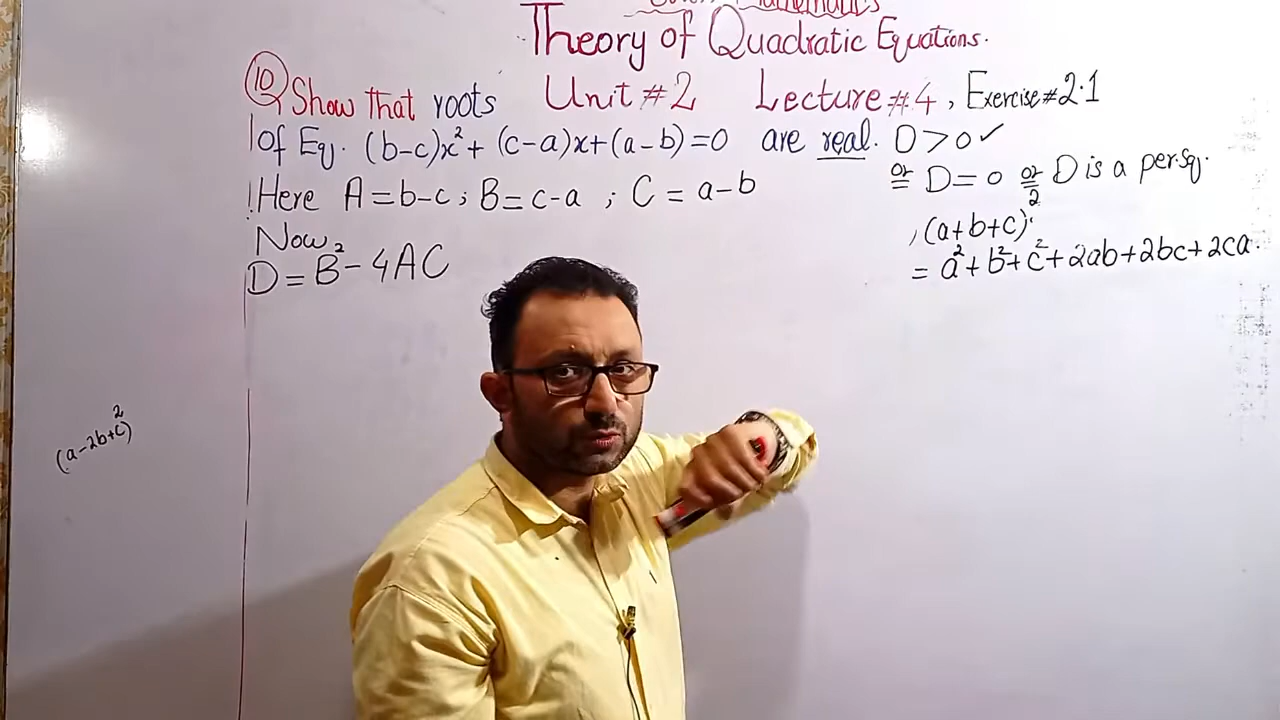 Mathematics
Theory of Quadratic Equations.
Unit #2 Lecture #4, Exercise #2.1
⑩ Show that roots
of Eq. (b-c)x²+(c-a)x+(a-b)=0 are real. D>0✓
or D=0 or D is a per.sq.
Here A=b-c; B=c-a ; C=a-b
, (a+b+c)²
= a²+b²+c²+2ab+2bc+2ca.
Now
D=B²-4AC
(a-2b+c)²